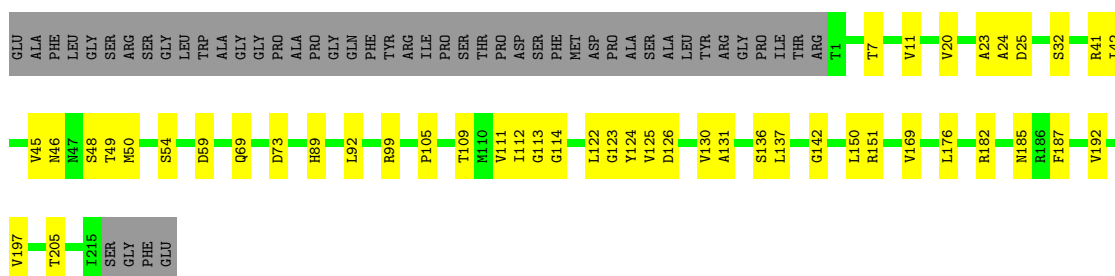 GLU ALA PHE LEU GLY SER ARG SER GLY LEU TRP ALA GLY GLY PRO ALA PRO GLY GLN PHE TYR ARG ILE PRO SER THR PRO ASP SER PHE MET ASP PRO ALA SER ALA LEU TYR ARG GLY PRO ILE THR ARG T1 T7 V11 V20 A23 A24 D25 S32 R41
V45 N46 N47 S48 T49 M50 S54 D59 Q69 D73 H89 L92 R99 P105 T109 M110 V111 I112 G113 G114 L122 G123 Y124 V125 D126 V130 A131 S136 L137 G142 L150 R151 V169 L176 R182 N185 R186 F187 V192
V197 T205 I215 SER GLY PHE GLU